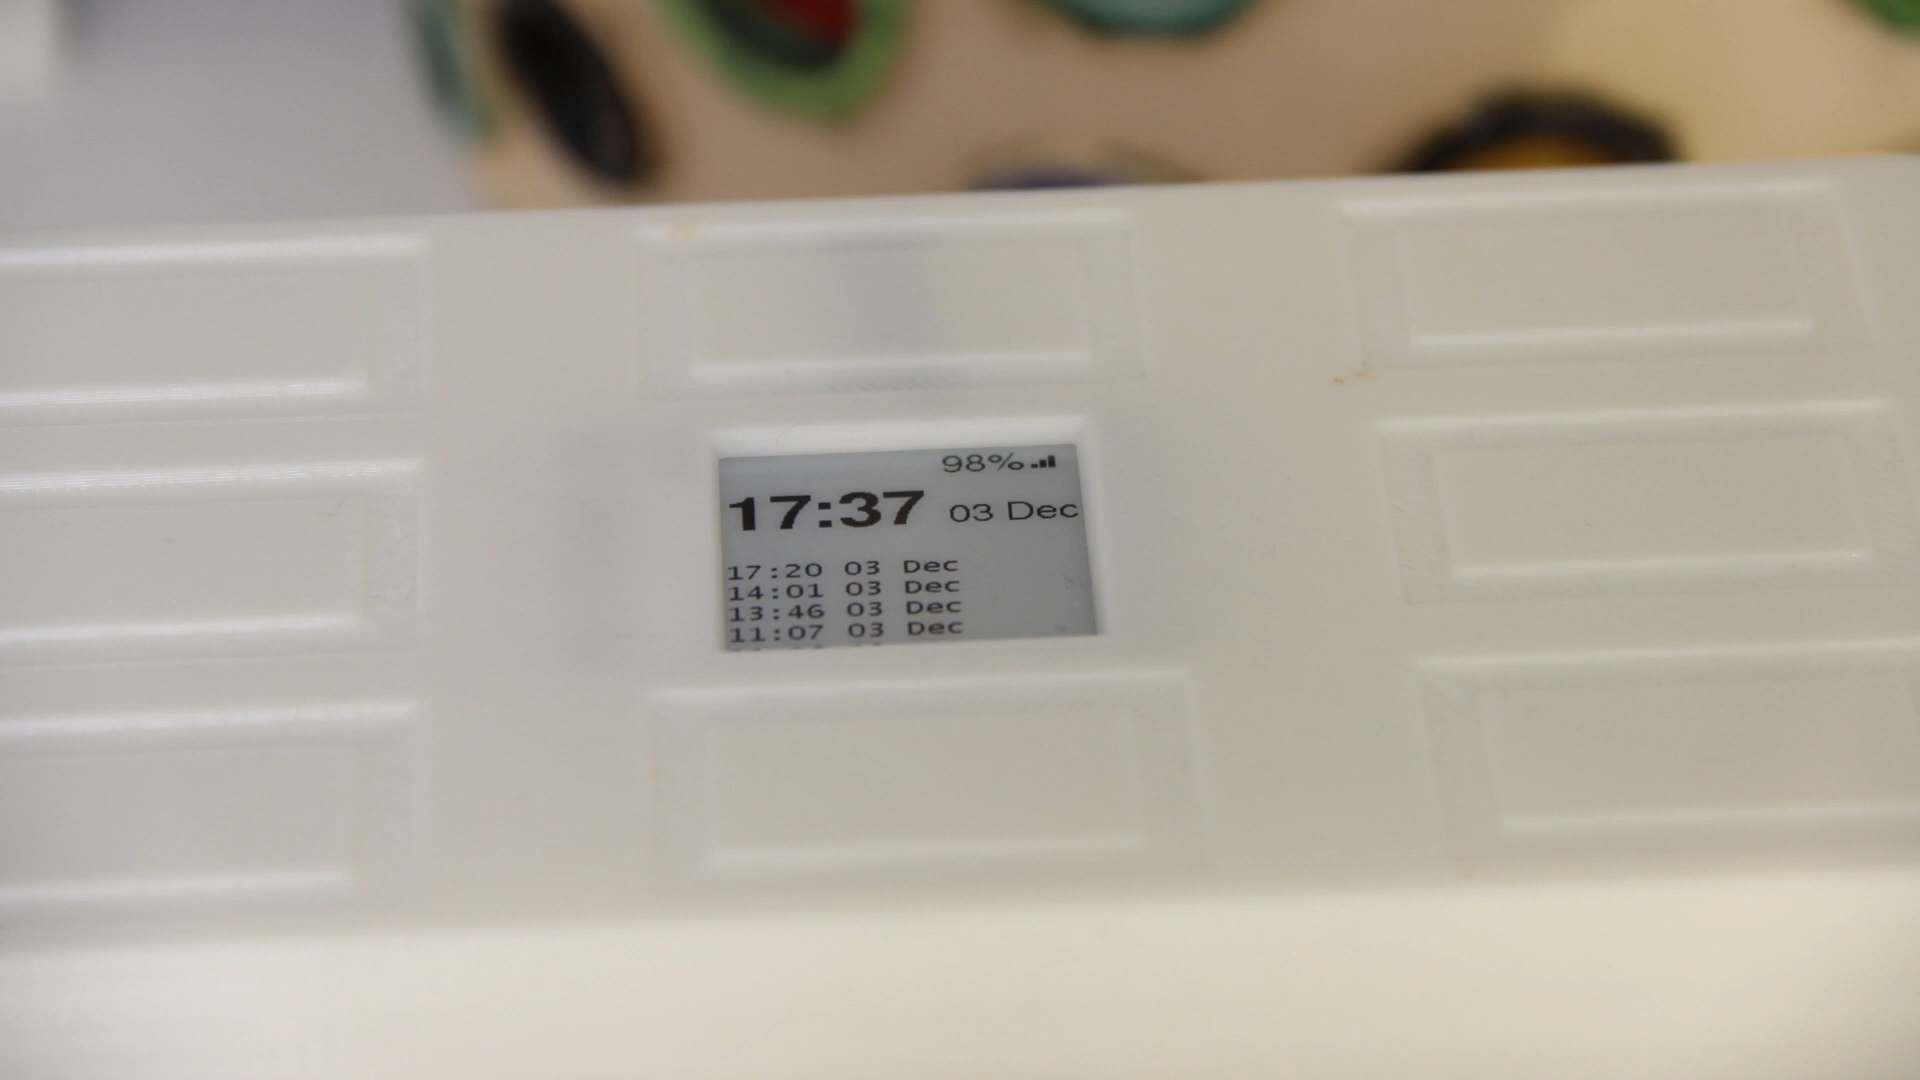 98%
17:37 03 Dec
17:20 03 Dec
14:01 03 Dec
13:46 03 Dec
11:07 03 Dec